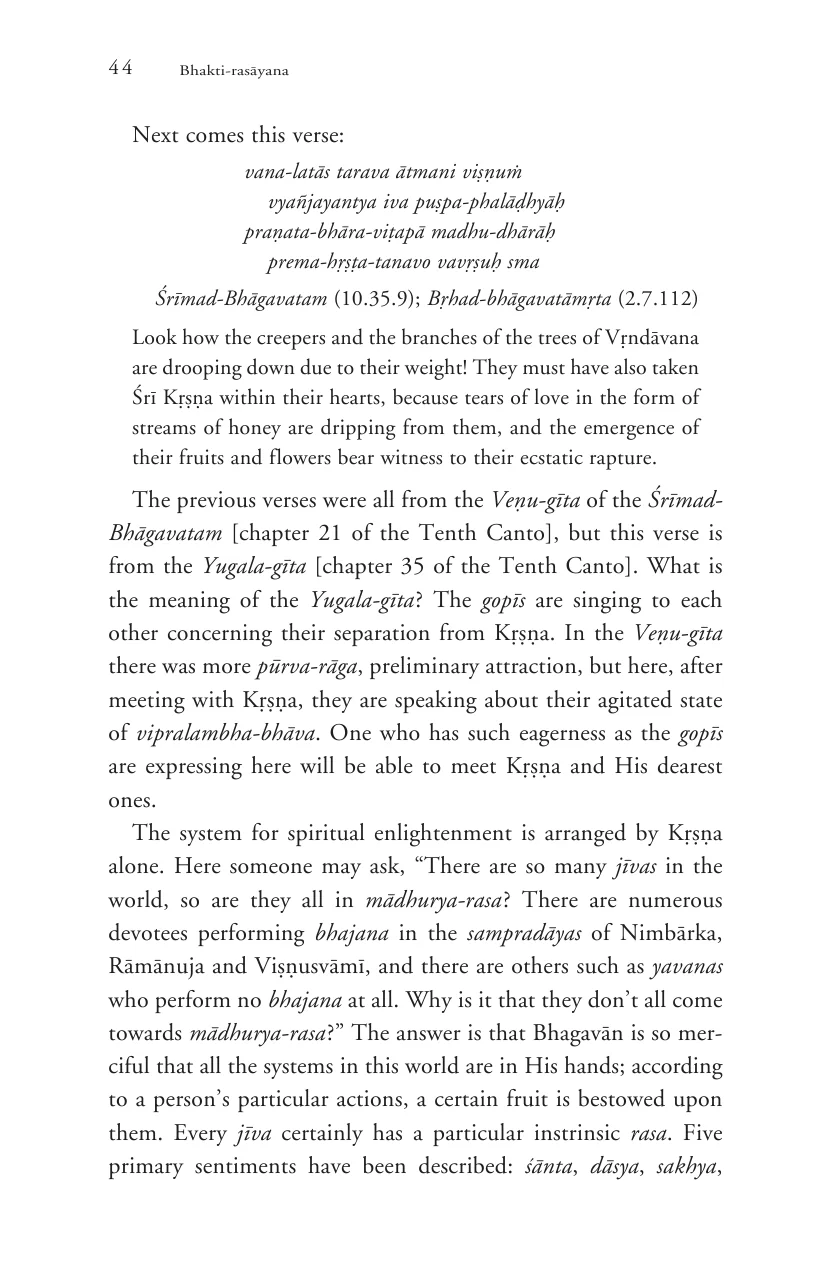 44 Bhakti-rasāyana
Next comes this verse:
vana-latās tarava ātmani viṣṇuṁ
vyañjayantya iva puṣpa-phalāḍhyāḥ
praṇata-bhāra-viṭapā madhu-dhārāḥ
prema-hṛṣṭa-tanavo vavṛṣuḥ sma
Śrīmad-Bhāgavatam (10.35.9); Bṛhad-bhāgavatāmṛta (2.7.112)
Look how the creepers and the branches of the trees of Vṛndāvana
are drooping down due to their weight! They must have also taken
Śrī Kṛṣṇa within their hearts, because tears of love in the form of
streams of honey are dripping from them, and the emergence of
their fruits and flowers bear witness to their ecstatic rapture.
The previous verses were all from the Veṇu-gīta of the Śrīmad-
Bhāgavatam [chapter 21 of the Tenth Canto], but this verse is
from the Yugala-gīta [chapter 35 of the Tenth Canto]. What is
the meaning of the Yugala-gīta? The gopīs are singing to each
other concerning their separation from Kṛṣṇa. In the Veṇu-gīta
there was more pūrva-rāga, preliminary attraction, but here, after
meeting with Kṛṣṇa, they are speaking about their agitated state
of vipralambha-bhāva. One who has such eagerness as the gopīs
are expressing here will be able to meet Kṛṣṇa and His dearest
ones.
The system for spiritual enlightenment is arranged by Kṛṣṇa
alone. Here someone may ask, “There are so many jīvas in the
world, so are they all in mādhurya-rasa? There are numerous
devotees performing bhajana in the sampradāyas of Nimbārka,
Rāmānuja and Viṣṇusvāmī, and there are others such as yavanas
who perform no bhajana at all. Why is it that they don’t all come
towards mādhurya-rasa?” The answer is that Bhagavān is so mer-
ciful that all the systems in this world are in His hands; according
to a person’s particular actions, a certain fruit is bestowed upon
them. Every jīva certainly has a particular instrinsic rasa. Five
primary sentiments have been described: śānta, dāsya, sakhya,